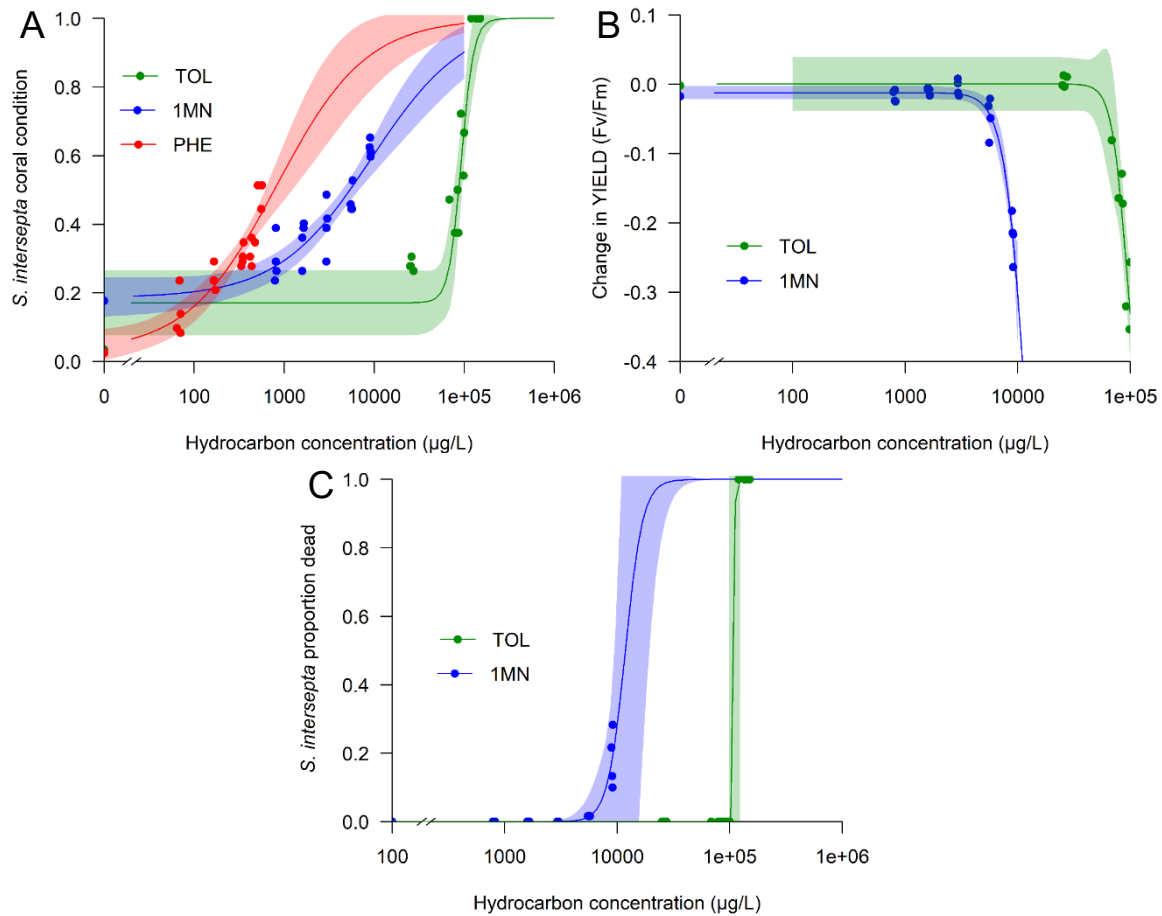 A
S. intersepta coral condition
1.0
0.8
0.6
0.4
0.2
0.0
TOL
1MN
PHE
0 100 1000 10000 1e+05 1e+06
Hydrocarbon concentration (µg/L)
B
Change in YIELD (Fv/Fm)
0.0
-0.1
-0.2
-0.3
-0.4
TOL
1MN
0 100 1000 10000 1e+05
Hydrocarbon concentration (µg/L)
C
S. intersepta proportion dead
1.0
0.8
0.6
0.4
0.2
0.0
TOL
1MN
100 1000 10000 1e+05 1e+06
Hydrocarbon concentration (µg/L)